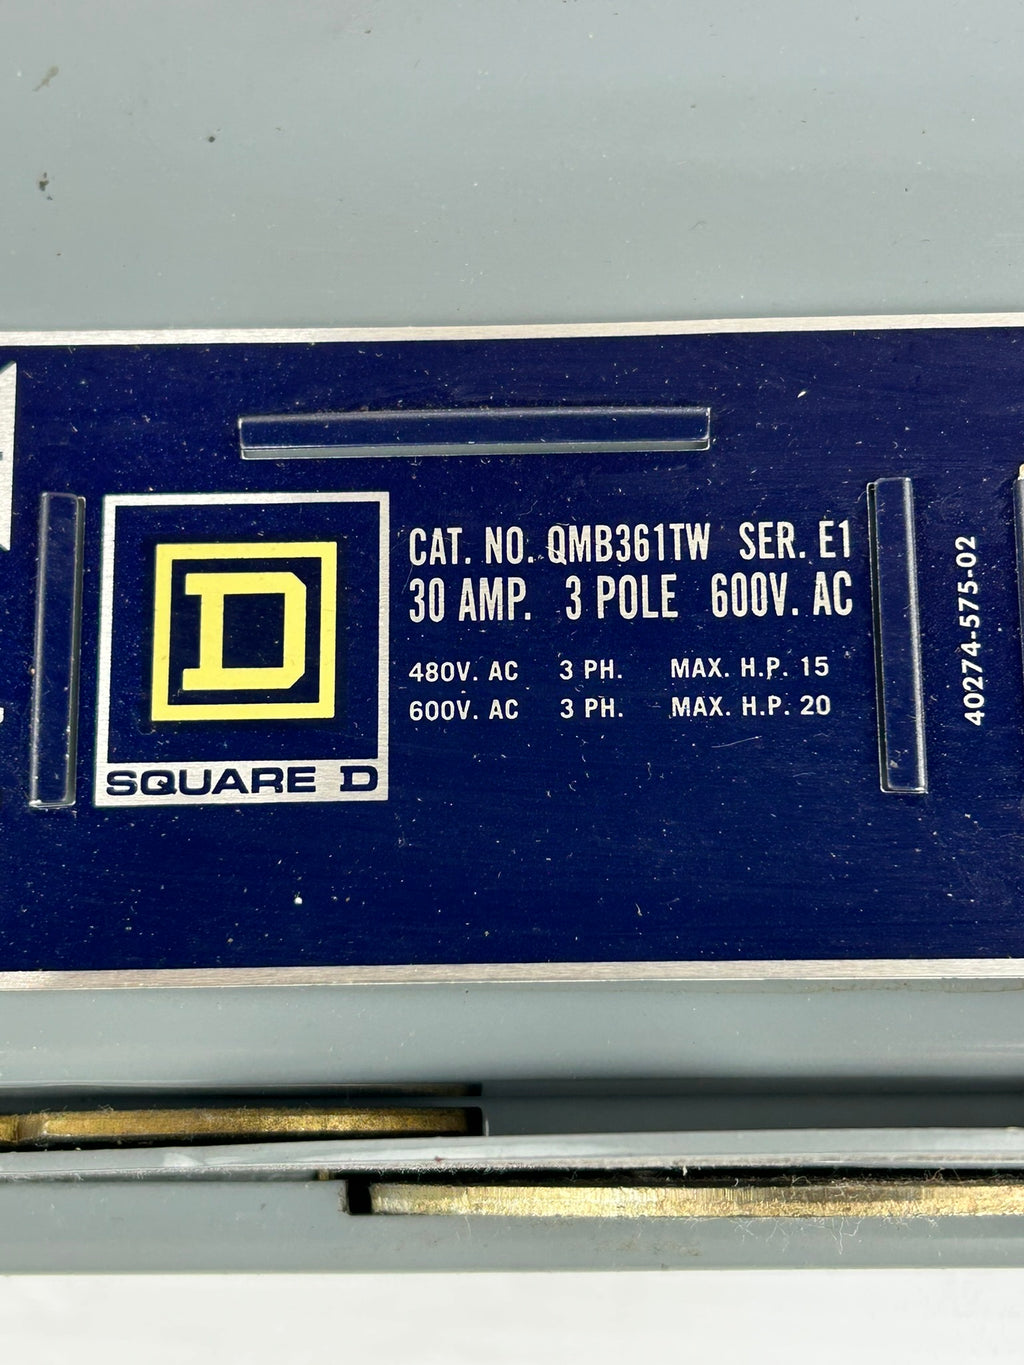 D
SQUARE D
CAT. NO. QMB361TW SER. E1
30 AMP. 3 POLE 600V. AC
480V. AC 3 PH. MAX. H.P. 15
600V. AC 3 PH. MAX. H.P. 20
40274-575-02